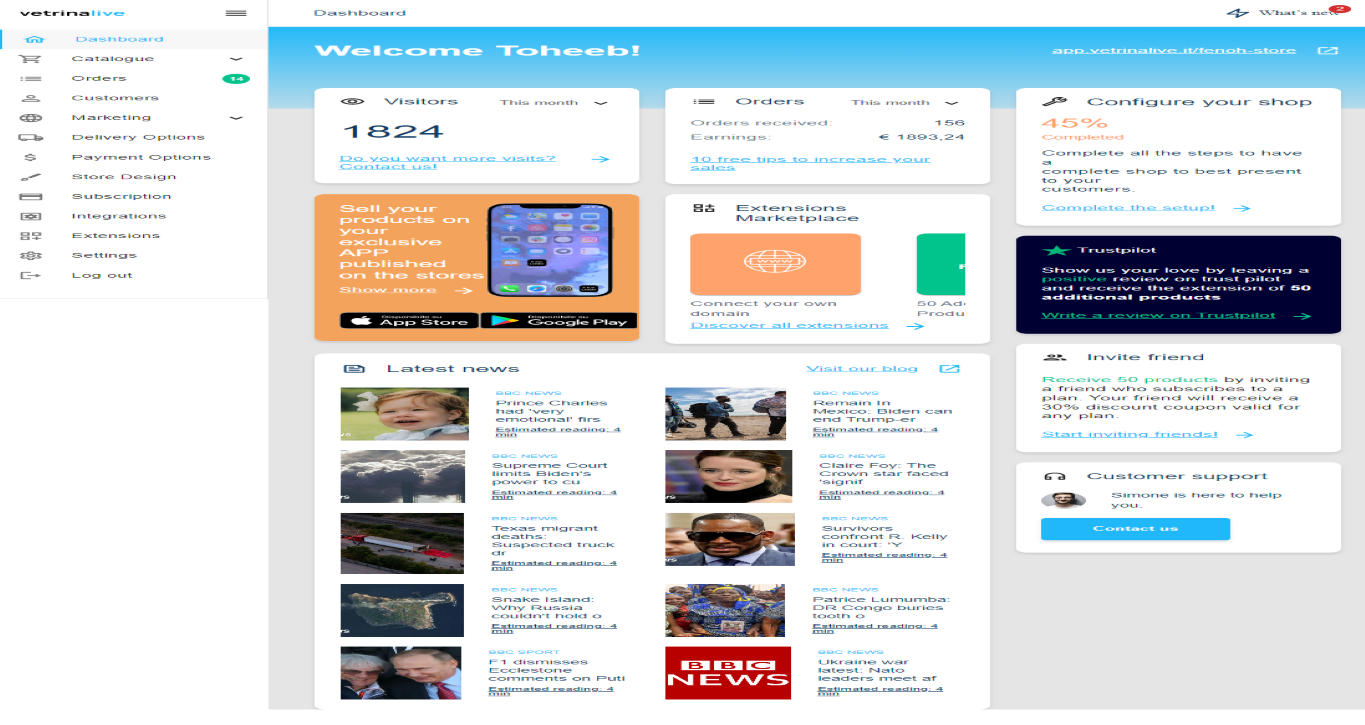 vetrinalive
Dashboard
Catalogue
Orders
14
Customers
Marketing
Delivery Options
Payment Options
Store Design
Subscription
Integrations
Extensions
Settings
Log out
Dashboard
What's new
2
Welcome Toheeb!
app.vetrinalive.it/fenoh-store
Visitors
This month
1824
Do you want more visits?
Contact us!
Orders
This month
Orders received:
156
Earnings:
€ 1893,24
10 free tips to increase your
sales
Configure your shop
45%
Completed
Complete all the steps to have
a
complete shop to best present
to your
customers.
Complete the setup!
Sell your
products on
your
exclusive
APP
published
on the stores
Show more
Disponibile su
App Store
Disponibile su
Google Play
Extensions
Marketplace
WWW
Connect your own
domain
50 Ad
Produ
Discover all extensions
Trustpilot
Show us your love by leaving a
positive review on trust pilot
and receive the extension of 50
additional products
Write a review on Trustpilot
Invite friend
Receive 50 products by inviting
a friend who subscribes to a
plan. Your friend will receive a
30% discount coupon valid for
any plan.
Start inviting friends!
Customer support
Simone is here to help
you.
Contact us
Latest news
Visit our blog
BBC NEWS
Prince Charles
had 'very
emotional' firs
Estimated reading: 4
min
BBC NEWS
Remain In
Mexico: Biden can
end Trump-er
Estimated reading: 4
min
BBC NEWS
Supreme Court
limits Biden's
power to cu
Estimated reading: 4
min
BBC NEWS
Claire Foy: The
Crown star faced
'signif
Estimated reading: 4
min
BBC NEWS
Texas migrant
deaths:
Suspected truck
dr
Estimated reading: 4
min
BBC NEWS
Survivors
confront R. Kelly
in court: 'Y
Estimated reading: 4
min
BBC NEWS
Snake Island:
Why Russia
couldn't hold o
Estimated reading: 4
min
BBC NEWS
Patrice Lumumba:
DR Congo buries
tooth o
Estimated reading: 4
min
BBC SPORT
F1 dismisses
Ecclestone
comments on Puti
Estimated reading: 4
min
BBC
NEWS
BBC NEWS
Ukraine war
latest: Nato
leaders meet af
Estimated reading: 4
min